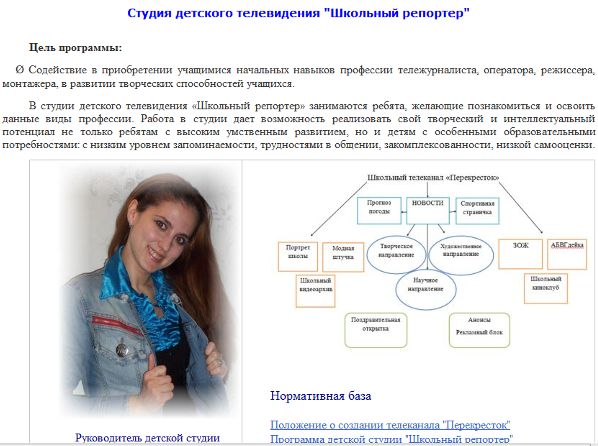 Студия детского телевидения "Школьный репортер"
Цель программы:
Ø Содействие в приобретении учащимися начальных навыков профессии тележурналиста, оператора, режиссера,
монтажера, в развитии творческих способностей учащихся.
В студии детского телевидения «Школьный репортер» занимаются ребята, желающие познакомиться и освоить
данные виды профессии. Работа в студии дает возможность реализовать свой творческий и интеллектуальный
потенциал не только ребятам с высоким умственным развитием, но и детям с особенными образовательными
потребностями: с низким уровнем запоминаемости, трудностями в общении, закомплексованности, низкой самооценки.
Школьный телеканал «Перекресток»
Прогноз
погоды
НОВОСТИ
Спортивная
страничка
Портрет
школы
Модная
штучка
Творческое
направление
Художественное
направление
ЗОЖ
АБВГдейка
Школьный
видеоархив
Научное
направление
Школьный
киноклуб
Поздравительная
открытка
Анонсы
Рекламный блок
Нормативная база
Положение о создании телеканала "Перекресток"
Программа детской студии "Школьный репортер"
Руководитель детской студии